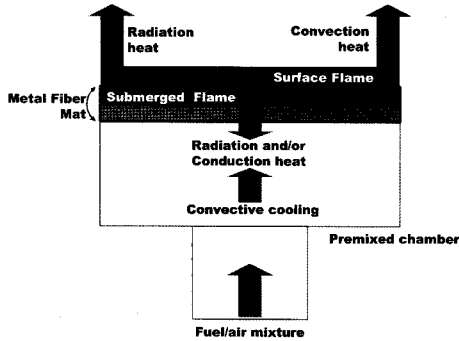 Radiation
heat
Convection
heat
Surface Flame
Metal Fiber
Mat
Submerged Flame
Radiation and/or
Conduction heat
Convective cooling
Premixed chamber
Fuel/air mixture